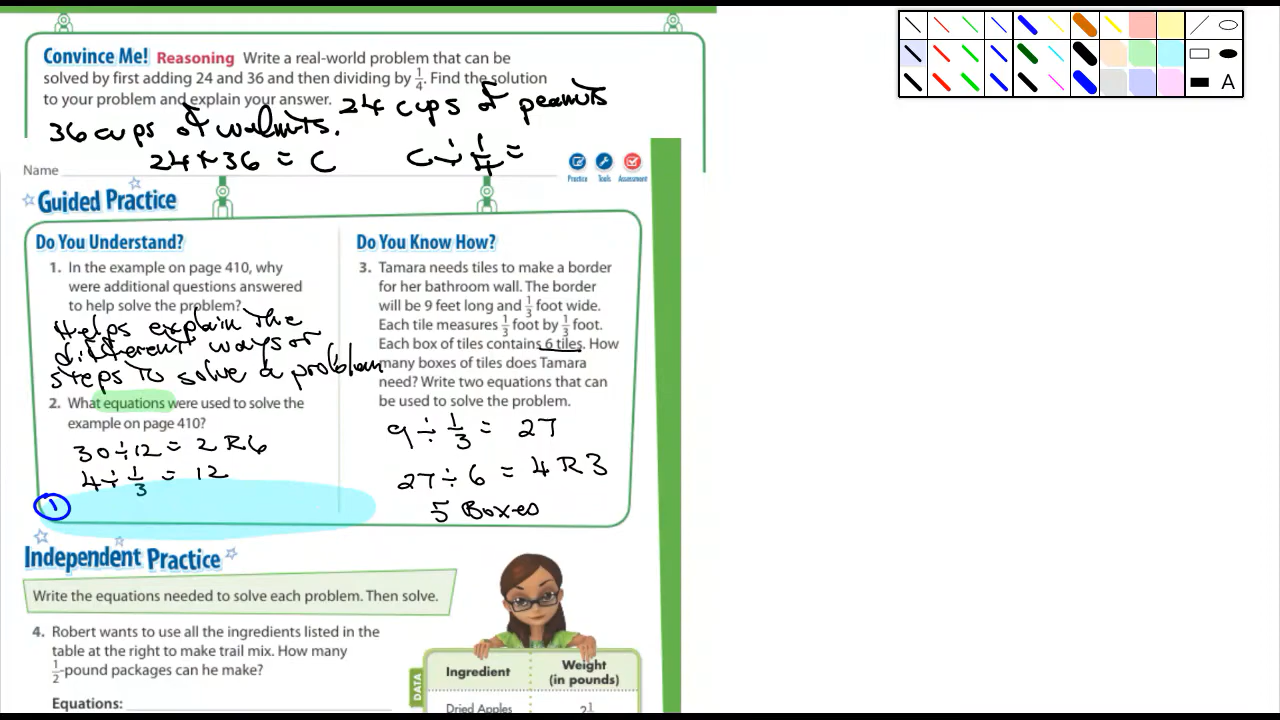 Convince Me! Reasoning Write a real-world problem that can be
solved by first adding 24 and 36 and then dividing by 1/4. Find the solution
to your problem and explain your answer. 24 cups of peanuts
36 cups of walnuts.
24+36 = C C ÷ 1/4 =
Name
Practice Tools Assessment
Guided Practice
Do You Understand?
1. In the example on page 410, why
were additional questions answered
to help solve the problem?
Helps explain the
different ways or
steps to solve a problem
2. What equations were used to solve the
example on page 410?
30÷12 = 2 R6
4 ÷ 1/3 = 12
1
Do You Know How?
3. Tamara needs tiles to make a border
for her bathroom wall. The border
will be 9 feet long and 1/3 foot wide.
Each tile measures 1/3 foot by 1/3 foot.
Each box of tiles contains 6 tiles. How
many boxes of tiles does Tamara
need? Write two equations that can
be used to solve the problem.
9 ÷ 1/3 = 27
27 ÷ 6 = 4 R 3
5 Boxes
Independent Practice
Write the equations needed to solve each problem. Then solve.
4. Robert wants to use all the ingredients listed in the
table at the right to make trail mix. How many
1/2-pound packages can he make?
Equations:
DATA
Ingredient Weight
(in pounds)
Dried Apples
A